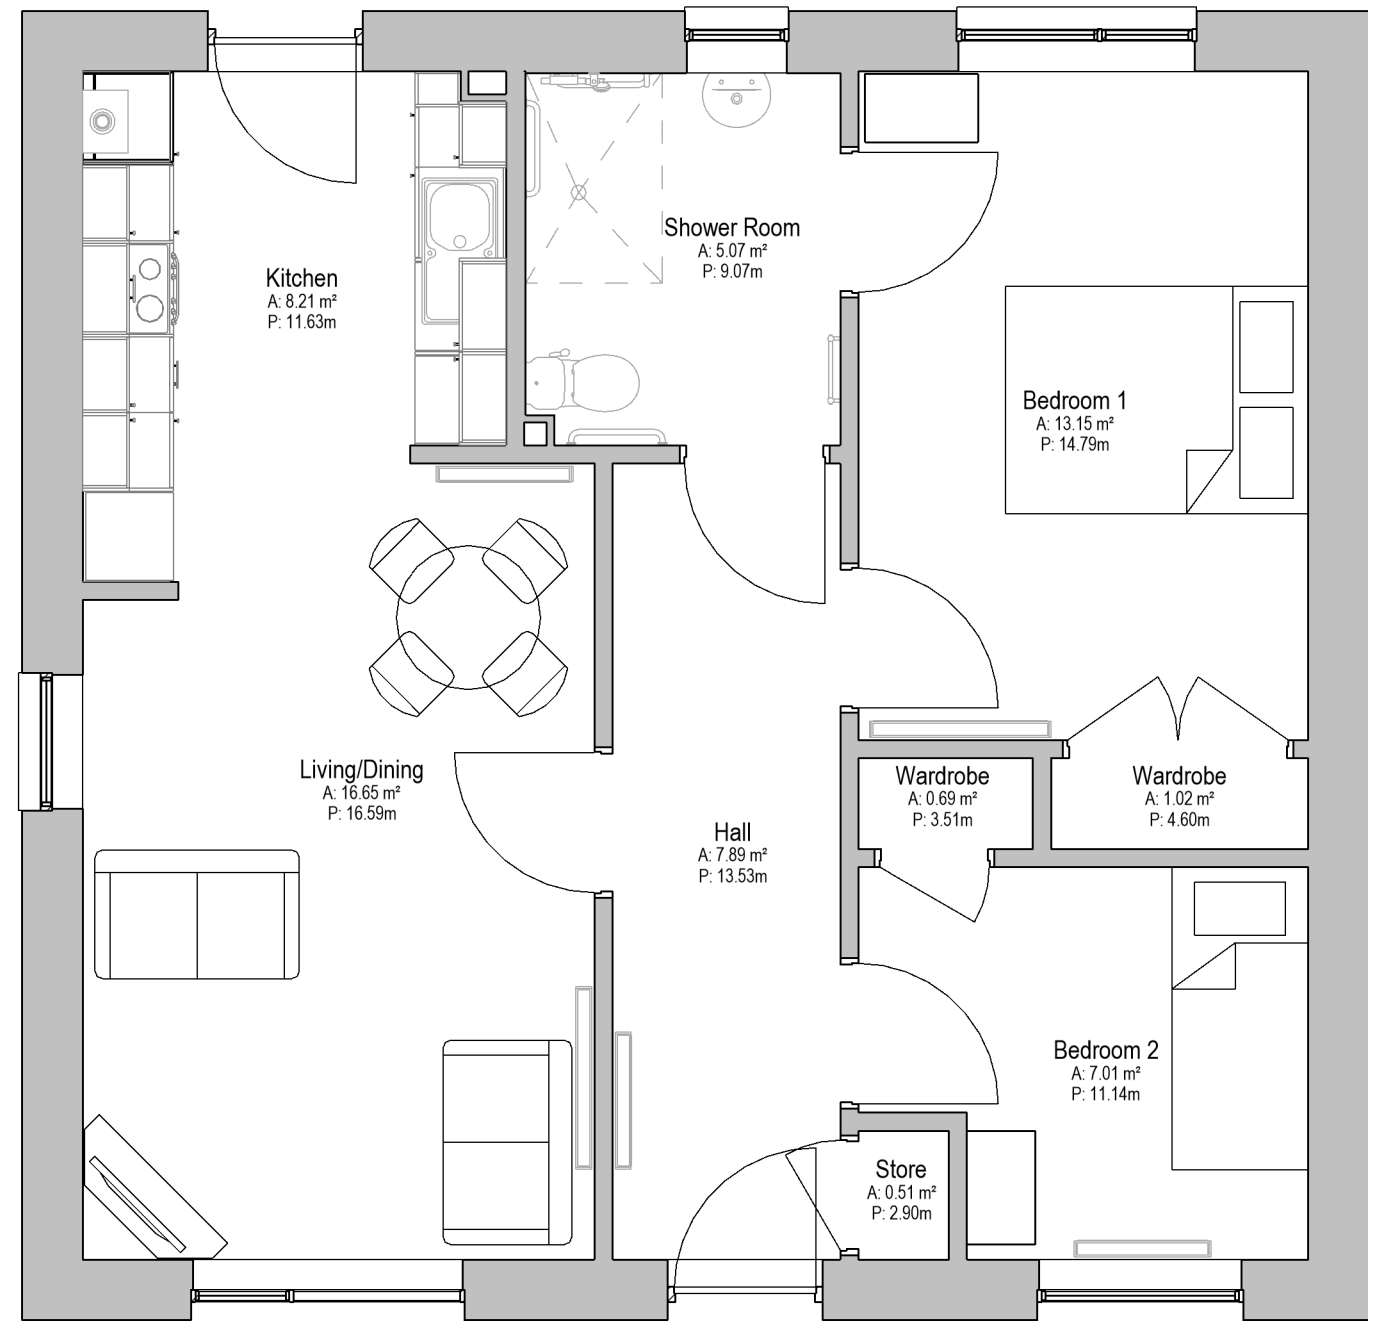 Shower Room
A: 5.07 m²
P: 9.07m
Kitchen
A: 8.21 m²
P: 11.63m
Bedroom 1
A: 13.15 m²
P: 14.79m
Living/Dining
A: 16.65 m²
P: 16.59m
Wardrobe
A: 0.69 m²
P: 3.51m
Wardrobe
A: 1.02 m²
P: 4.60m
Hall
A: 7.89 m²
P: 13.53m
Bedroom 2
A: 7.01 m²
P: 11.14m
Store
A: 0.51 m²
P: 2.90m